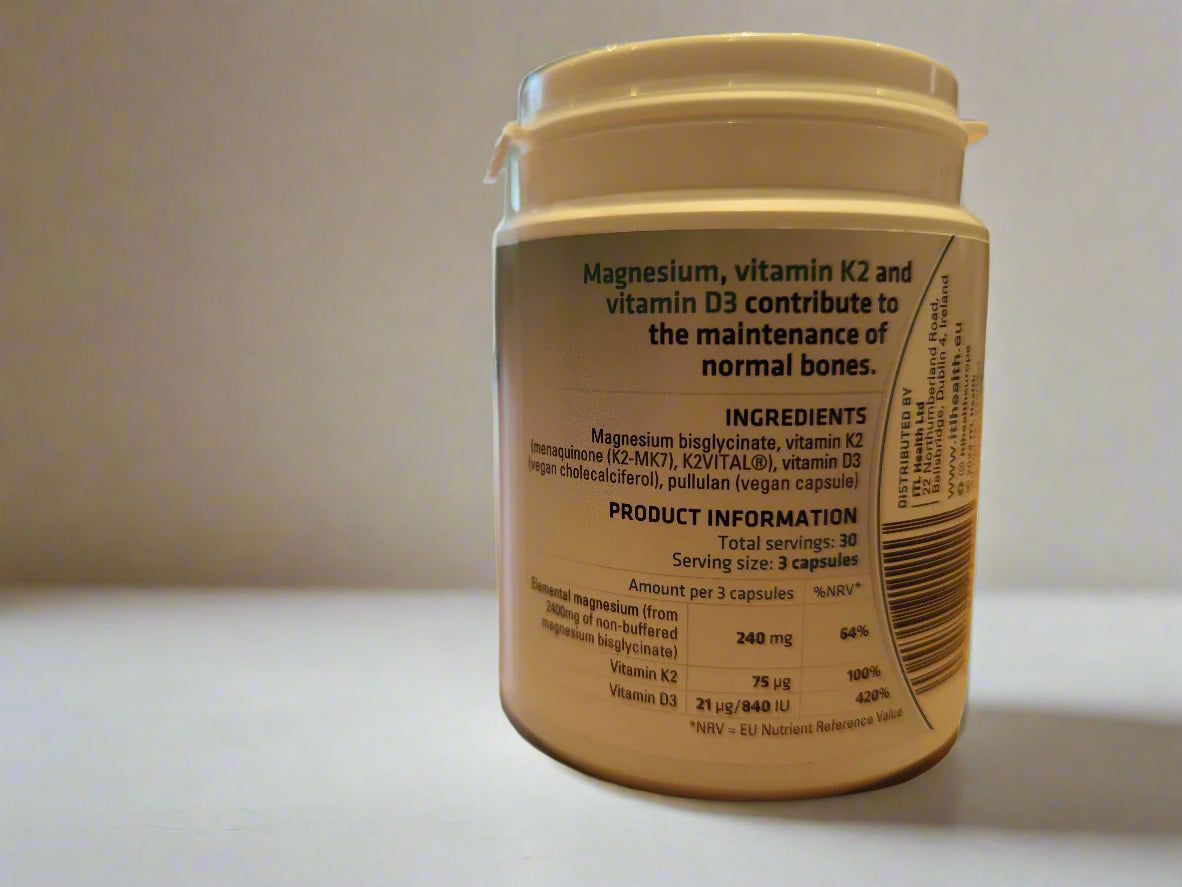 Magnesium, vitamin K2 and
vitamin D3 contribute to
the maintenance of
normal bones.
INGREDIENTS
Magnesium bisglycinate, vitamin K2
(menaquinone (K2-MK7), K2VITAL®), vitamin D3
(vegan cholecalciferol), pullulan (vegan capsule)
PRODUCT INFORMATION
Total servings: 30
Serving size: 3 capsules
Amount per 3 capsules %NRV*
Elemental magnesium (from
2400mg of non-buffered
magnesium bisglycinate) 240 mg 64%
Vitamin K2 75 µg 100%
Vitamin D3 21 µg/840 IU 420%
*NRV = EU Nutrient Reference Value
DISTRIBUTED BY
ITL Health Ltd
22 Northumberland Road,
Ballsbridge, Dublin 4, Ireland
www.itlhealth.eu
itlhealtheurope